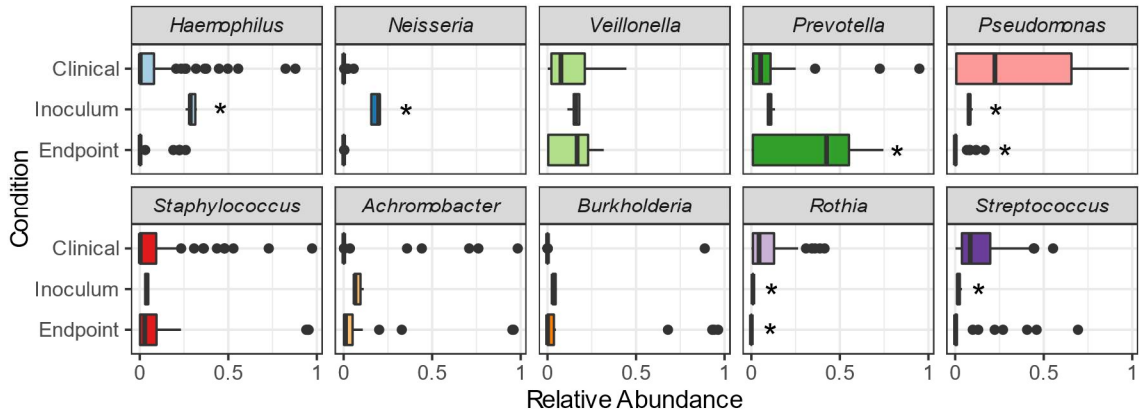 Haemophilus Neisseria Veillonella Prevotella Pseudomonas
Clinical
Inoculum * * *
Endpoint * *
Staphylococcus Achromobacter Burkholderia Rothia Streptococcus
Clinical
Inoculum * *
Endpoint *
0 0.5 1 0 0.5 1 0 0.5 1 0 0.5 1 0 0.5 1
Relative Abundance
Condition